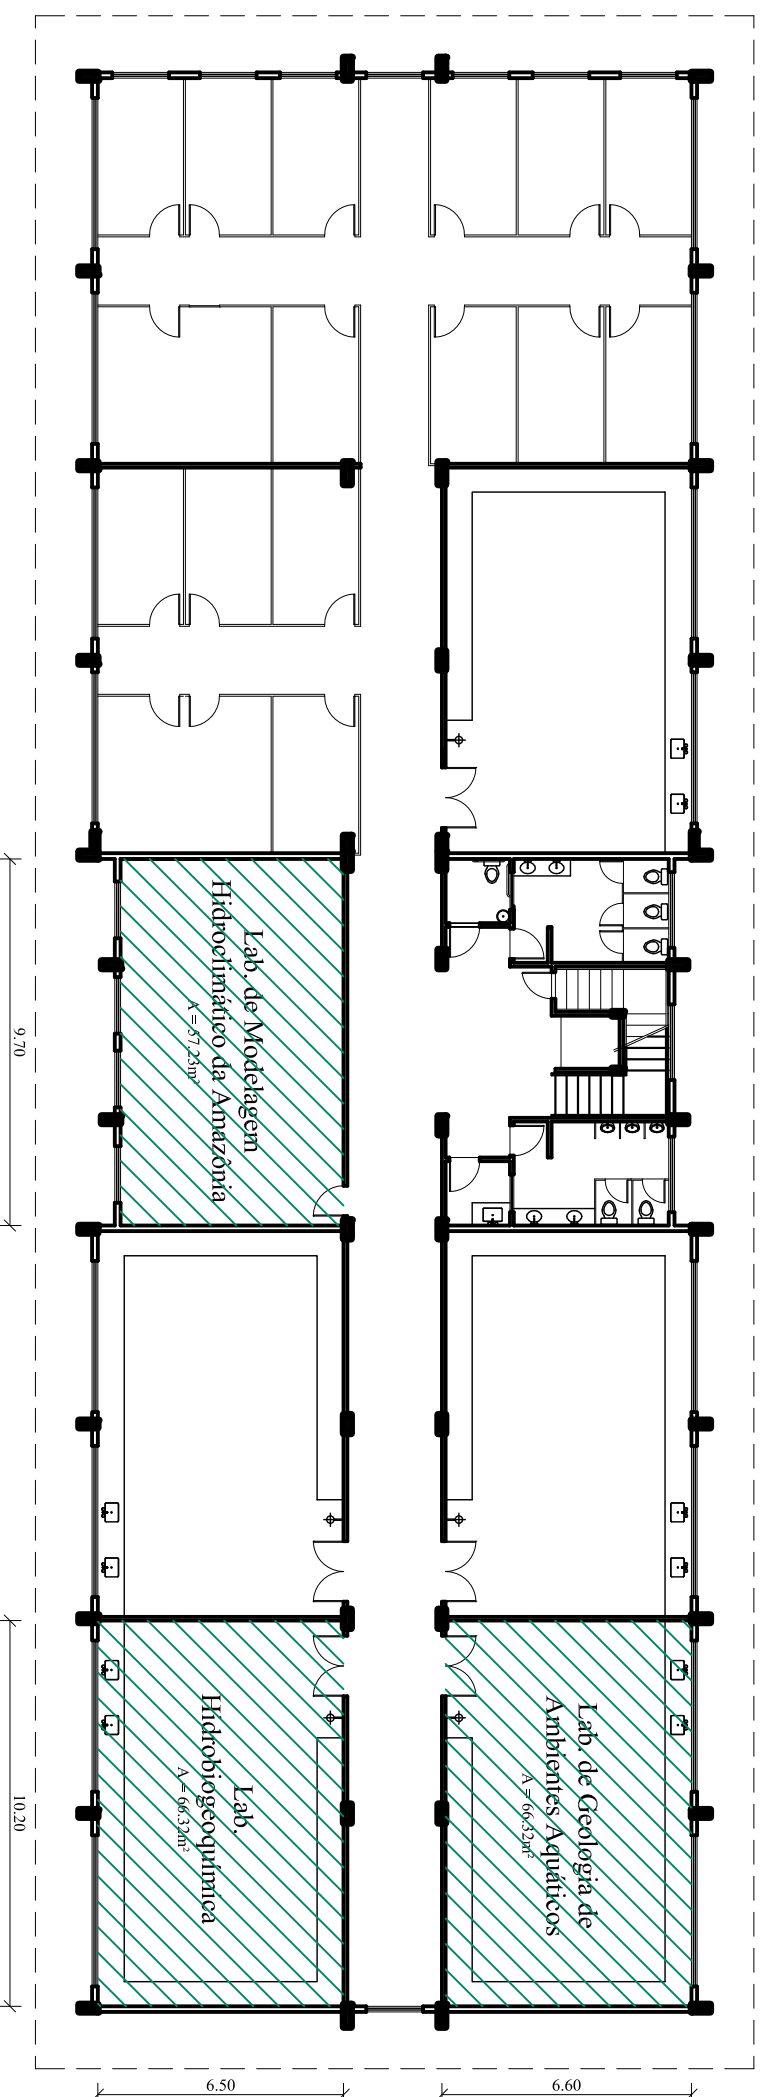 Lab. de Modelagem
Hidroclimático da Amazônia
A = 57.23m²
9.70
Lab. de Geologia de
Ambientes Aquáticos
A = 66.32m²
Lab.
Hidrobiogeoquímica
A = 66.32m²
10.20
6.50
6.60